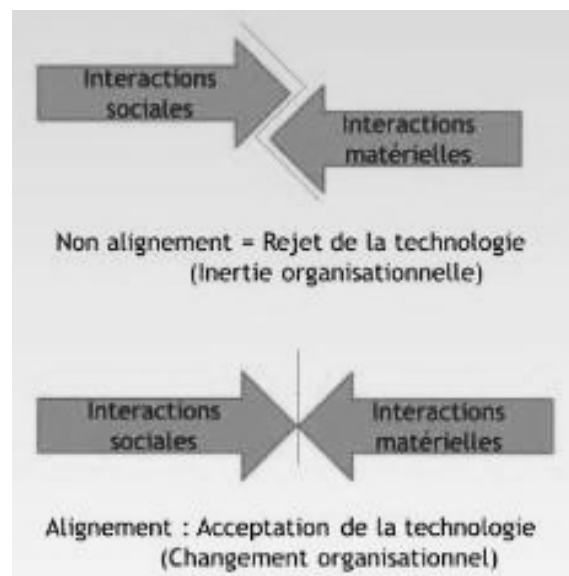 Interactions
sociales
Interactions
matérielles
Non alignement = Rejet de la technologie
(Inertie organisationnelle)
Interactions
sociales
Interactions
matérielles
Alignement : Acceptation de la technologie
(Changement organisationnel)